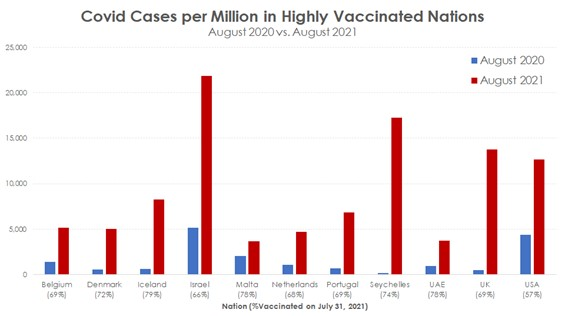 Covid Cases per Million in Highly Vaccinated Nations
August 2020 vs. August 2021
25.000
20.000
15.000
10.000
5.000
0
August 2020
August 2021
Belgium Denmark Iceland Israel Malta Netherlands Portugal Seychelles UAE UK USA
(69%) (72%) (79%) (66%) (78%) (68%) (69%) (74%) (78%) (69%) (57%)
Nation (%Vaccinated on July 31, 2021)